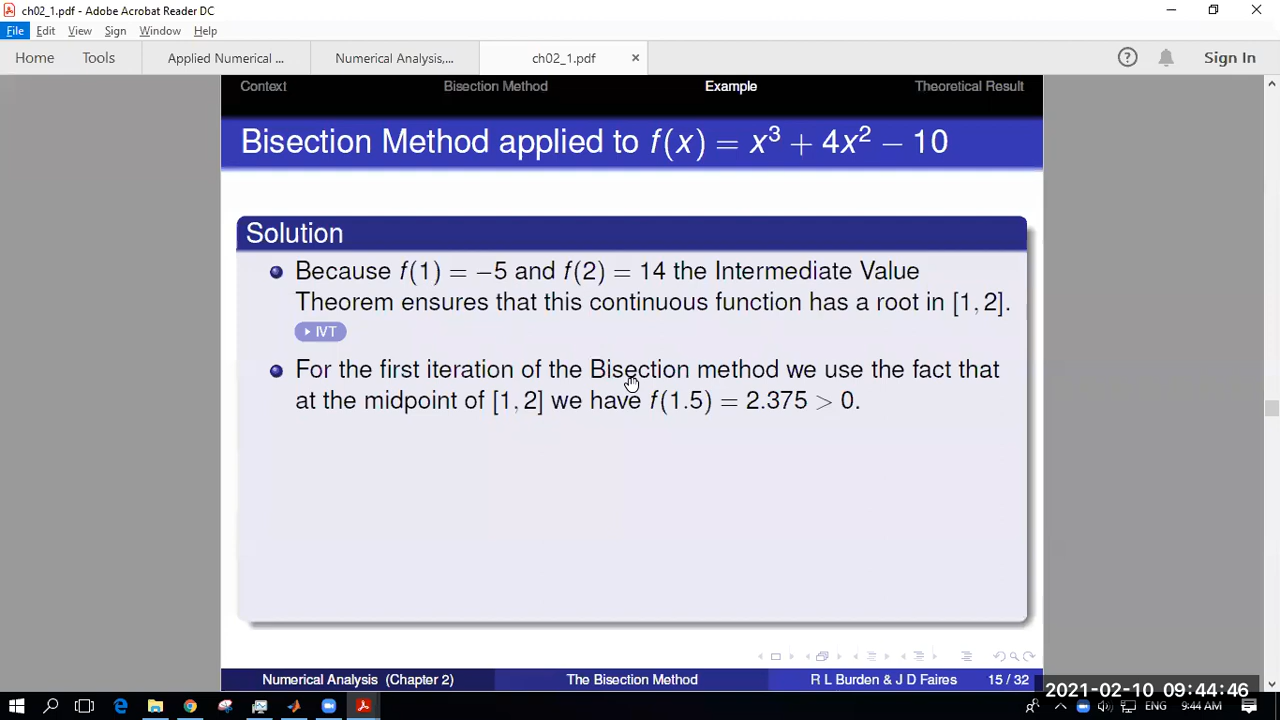 ch02_1.pdf - Adobe Acrobat Reader DC
File Edit View Sign Window Help
Home Tools Applied Numerical ... Numerical Analysis,... ch02_1.pdf × ? Sign In
Context Bisection Method Example Theoretical Result
Bisection Method applied to f(x) = x³ + 4x² − 10
Solution
Because f(1) = −5 and f(2) = 14 the Intermediate Value
Theorem ensures that this continuous function has a root in [1, 2].
IVT
For the first iteration of the Bisection method we use the fact that
at the midpoint of [1, 2] we have f(1.5) = 2.375 > 0.
Numerical Analysis (Chapter 2) The Bisection Method R L Burden & J D Faires 15 / 32
2021-02-10 09:44:46
ENG 9:44 AM